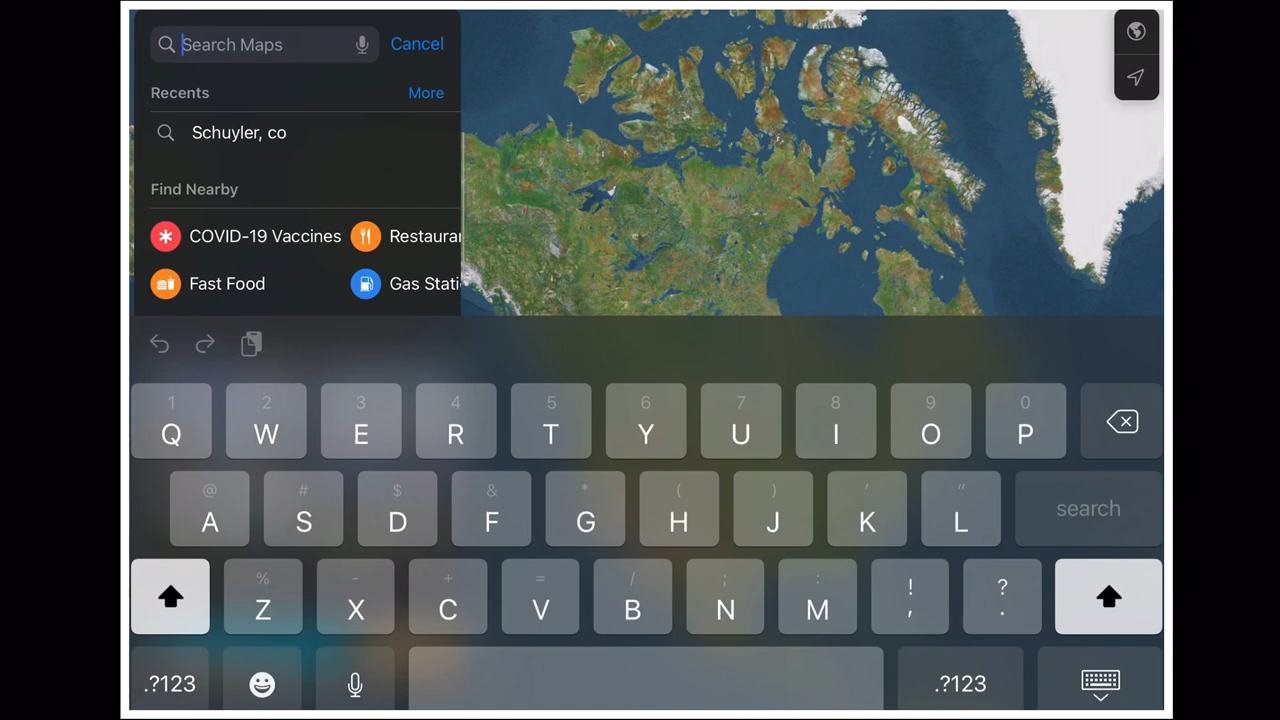 Search Maps
Cancel
Recents
More
Schuyler, co
Find Nearby
COVID-19 Vaccines
Restauran
Fast Food
Gas Stati
1 2 3 4 5 6 7 8 9 0
Q W E R T Y U I O P
@ # $ & * ( ) ' "
A S D F G H J K L
search
% - + = / ; : ! ?
Z X C V B N M , .
.?123
.?123